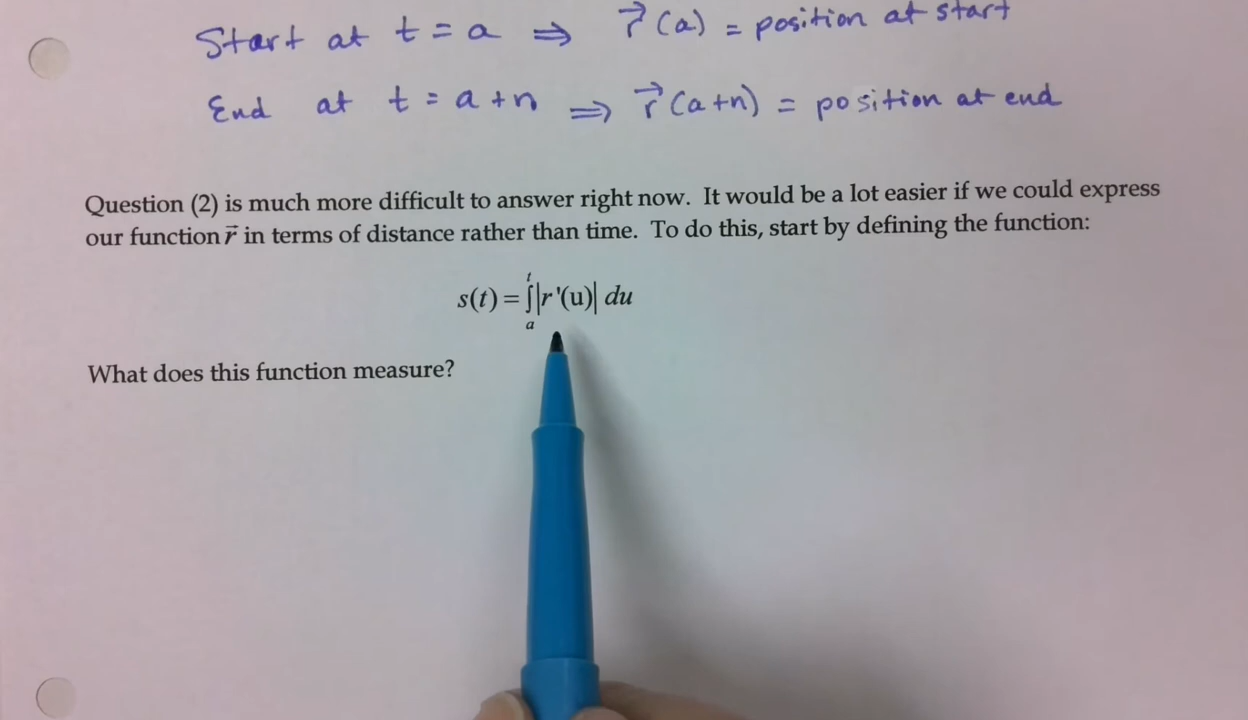 Start at t = a ⇒ r⃗(a) = position at start
End at t = a+n ⇒ r⃗(a+n) = position at end
Question (2) is much more difficult to answer right now. It would be a lot easier if we could express
our function r⃗ in terms of distance rather than time. To do this, start by defining the function:
s(t) = ∫ₐᵗ |r'(u)| du
What does this function measure?